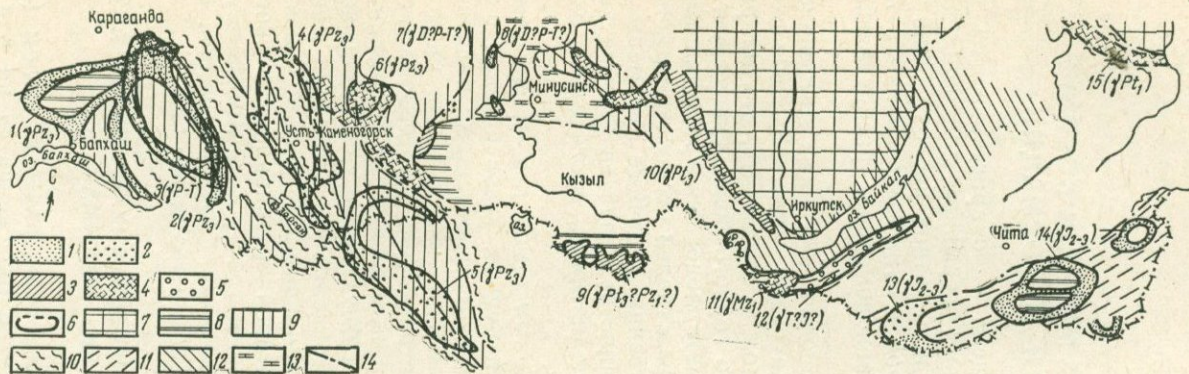 Караганда
4(γPz₃)
7(γD?P-T?)
8(γD?P-T?)
6(γPz₃)
Минусинск
15(γPt₁)
Усть-Каменогорск
1(γPz₃)
Балхаш
оз. Балхаш
С
3(γP-T)
2(γPz₃)
10(γPt₃)
Кызыл
Иркутск
оз. Байкал
Чита
14(γJ₂₋₃)
5(γPz₃)
9(γPt₃?Pz₁?)
11(γMz₁)
12(γT?J?)
13(γJ₂₋₃)
1 2
3 4 5
6 7 8 9
10 11 12 13 14